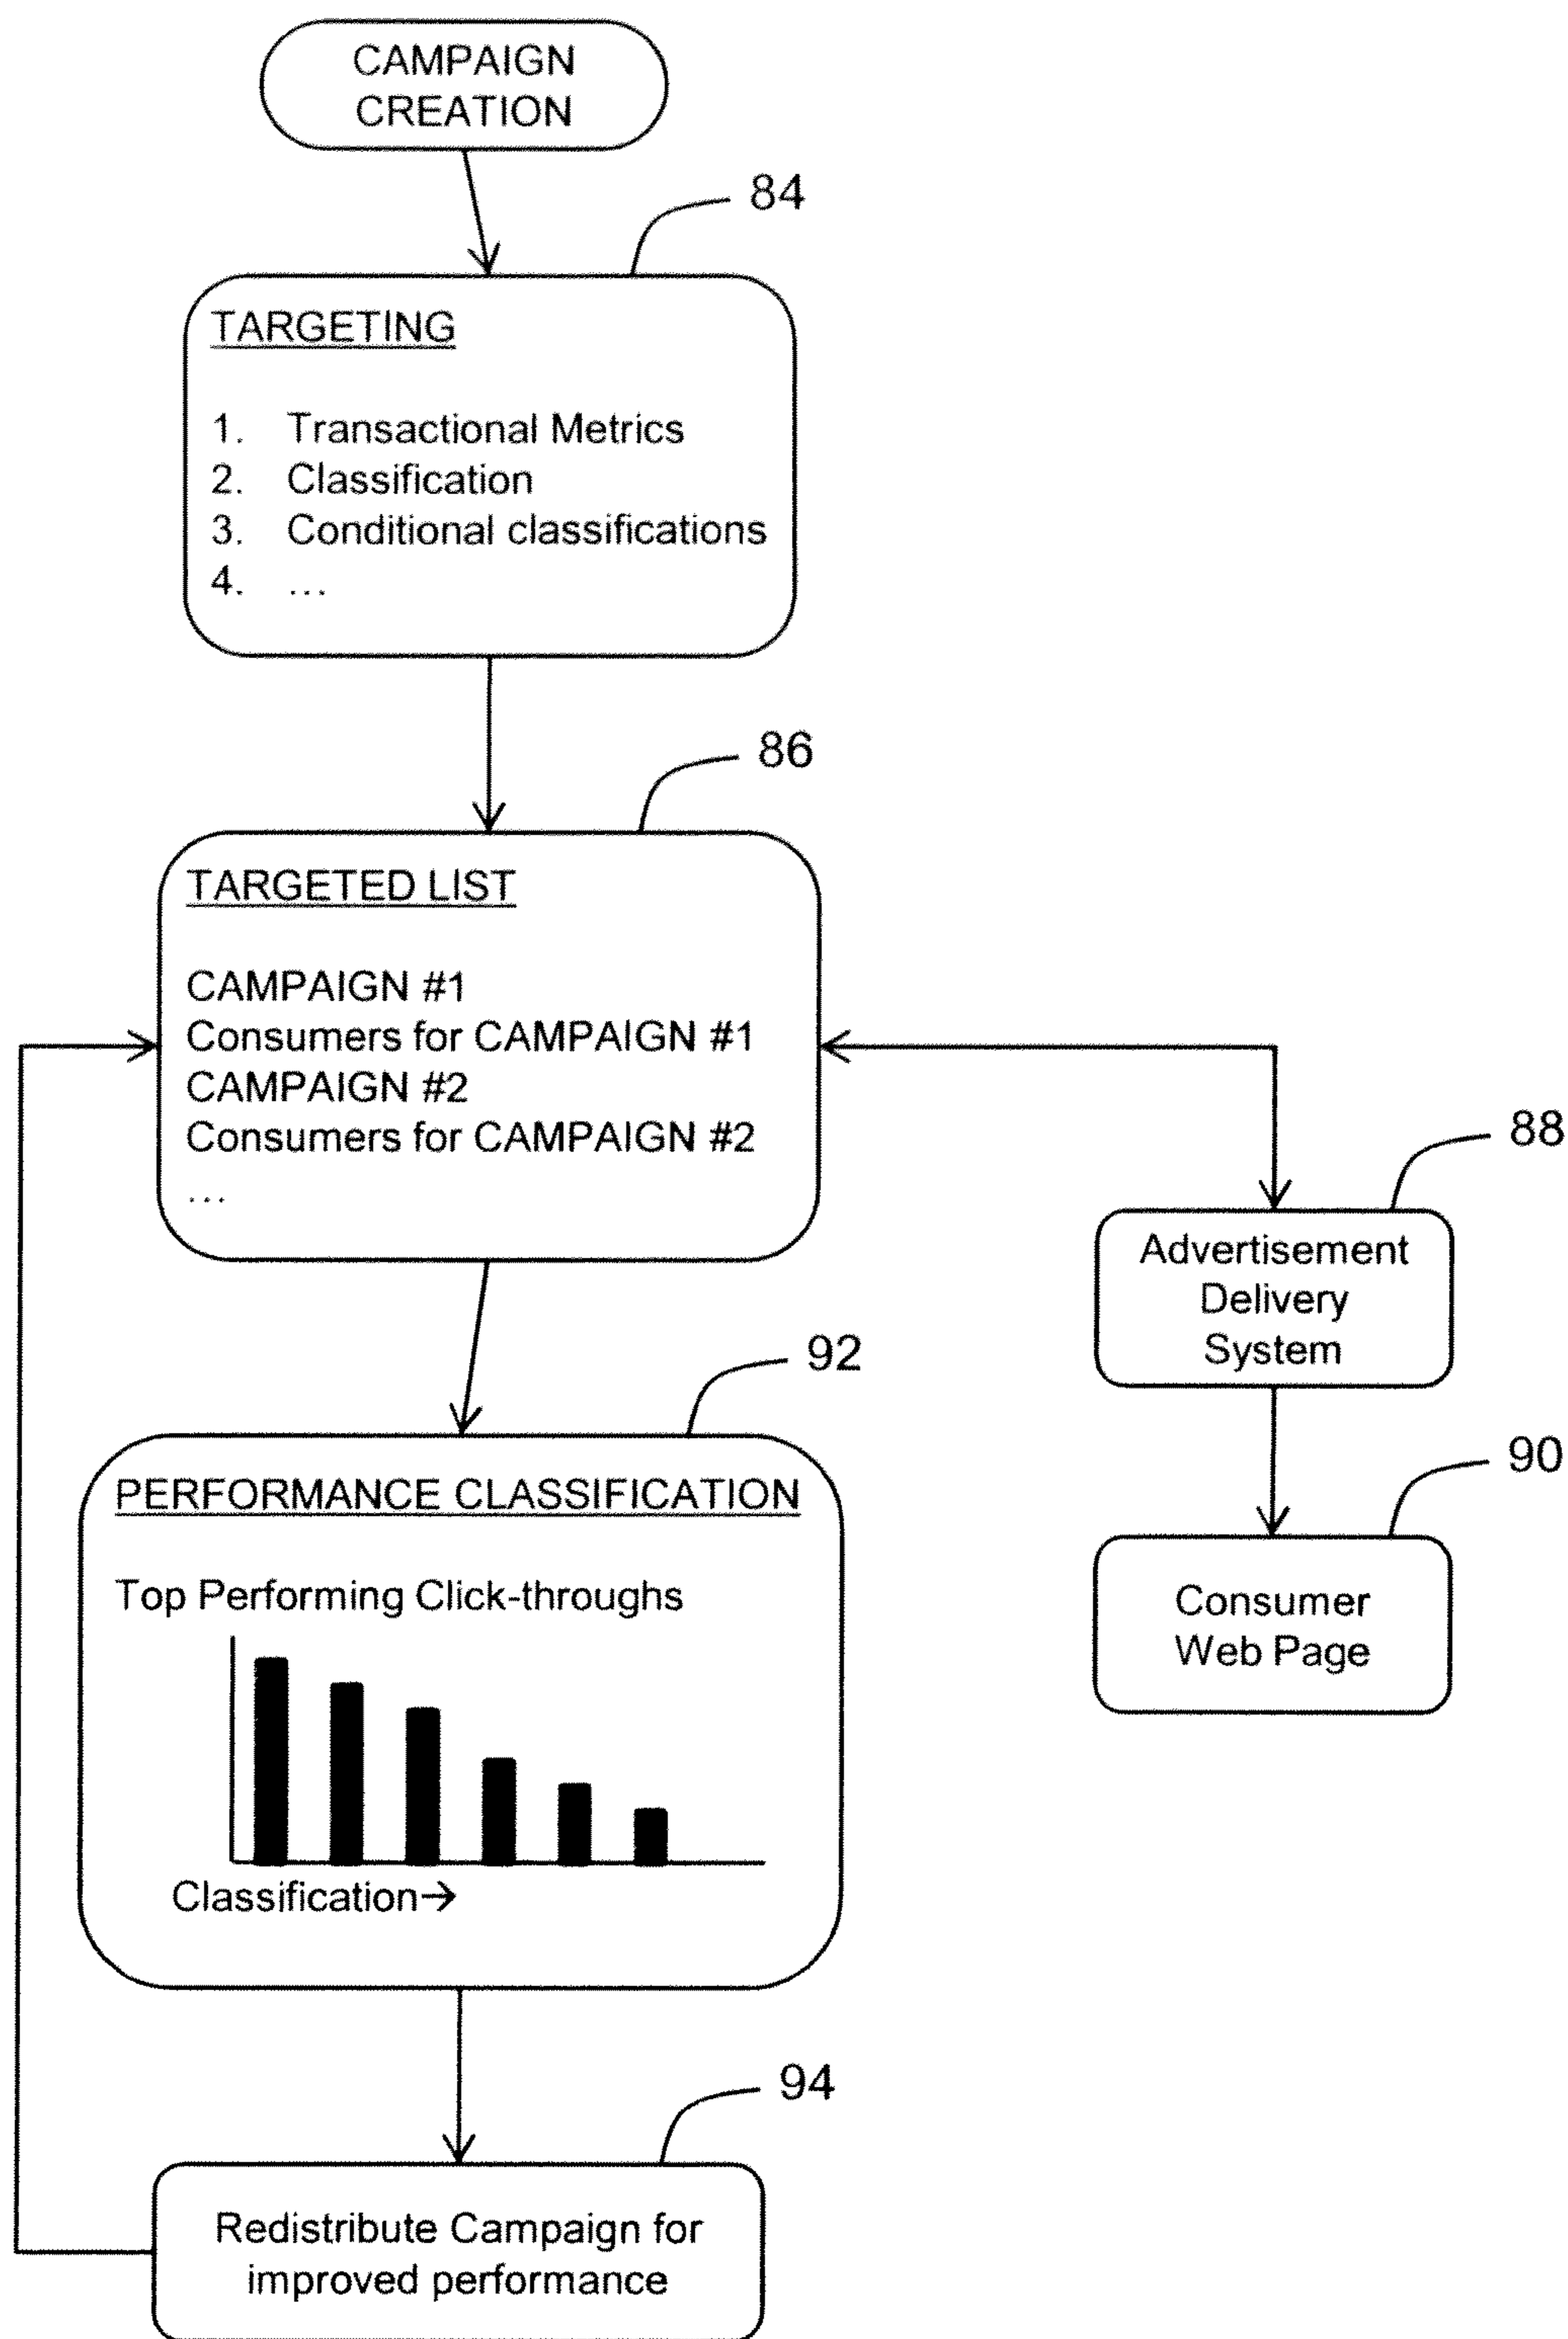 CAMPAIGN
CREATION
84
TARGETING
1. Transactional Metrics
2. Classification
3. Conditional classifications
4. ...
86
TARGETED LIST
CAMPAIGN #1
Consumers for CAMPAIGN #1
CAMPAIGN #2
Consumers for CAMPAIGN #2
...
88
Advertisement
Delivery
System
90
Consumer
Web Page
92
PERFORMANCE CLASSIFICATION
Top Performing Click-throughs
Classification→
94
Redistribute Campaign for
improved performance